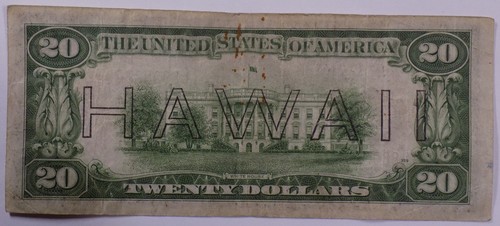 20 THE UNITED STATES OF AMERICA 20
HAWAII
20 TWENTY DOLLARS 20